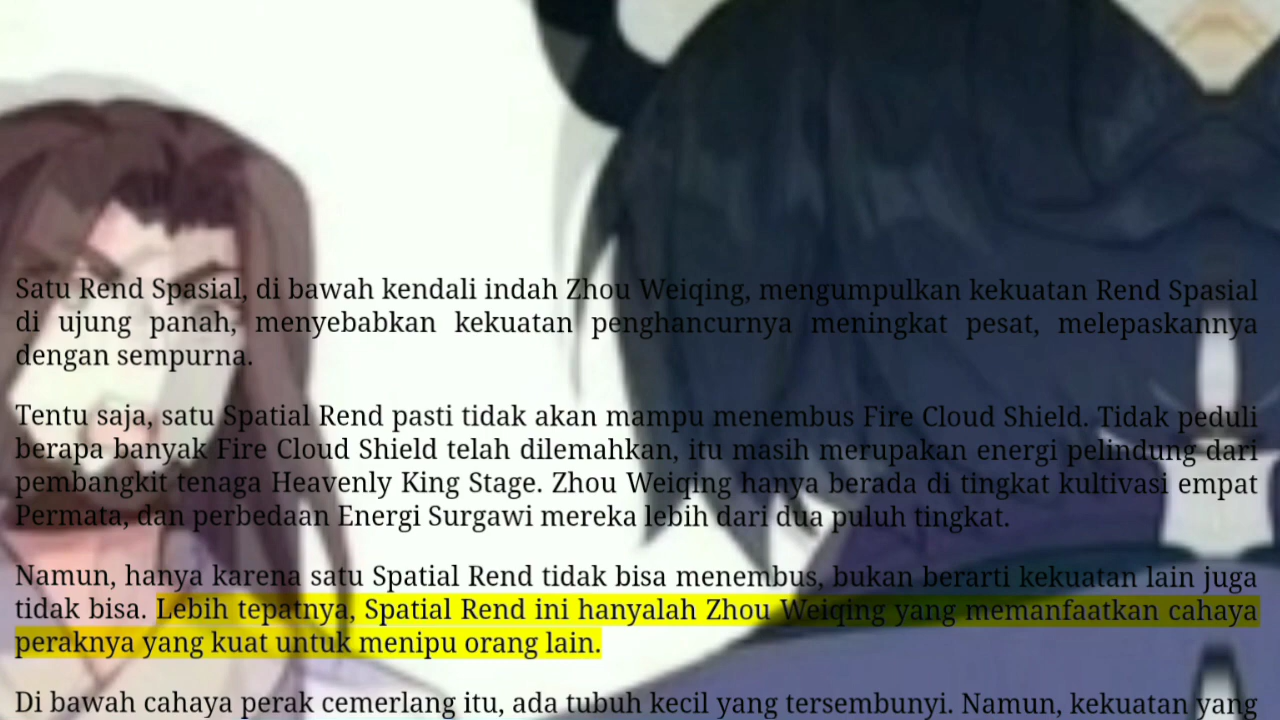 Satu Rend Spasial, di bawah kendali indah Zhou Weiqing, mengumpulkan kekuatan Rend Spasial
di ujung panah, menyebabkan kekuatan penghancurnya meningkat pesat, melepaskannya
dengan sempurna.
Tentu saja, satu Spatial Rend pasti tidak akan mampu menembus Fire Cloud Shield. Tidak peduli
berapa banyak Fire Cloud Shield telah dilemahkan, itu masih merupakan energi pelindung dari
pembangkit tenaga Heavenly King Stage. Zhou Weiqing hanya berada di tingkat kultivasi empat
Permata, dan perbedaan Energi Surgawi mereka lebih dari dua puluh tingkat.
Namun, hanya karena satu Spatial Rend tidak bisa menembus, bukan berarti kekuatan lain juga
tidak bisa. Lebih tepatnya, Spatial Rend ini hanyalah Zhou Weiqing yang memanfaatkan cahaya
peraknya yang kuat untuk menipu orang lain.
Di bawah cahaya perak cemerlang itu, ada tubuh kecil yang tersembunyi. Namun, kekuatan yang